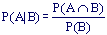 P(A|B) = P(A ∩ B) / P(B)